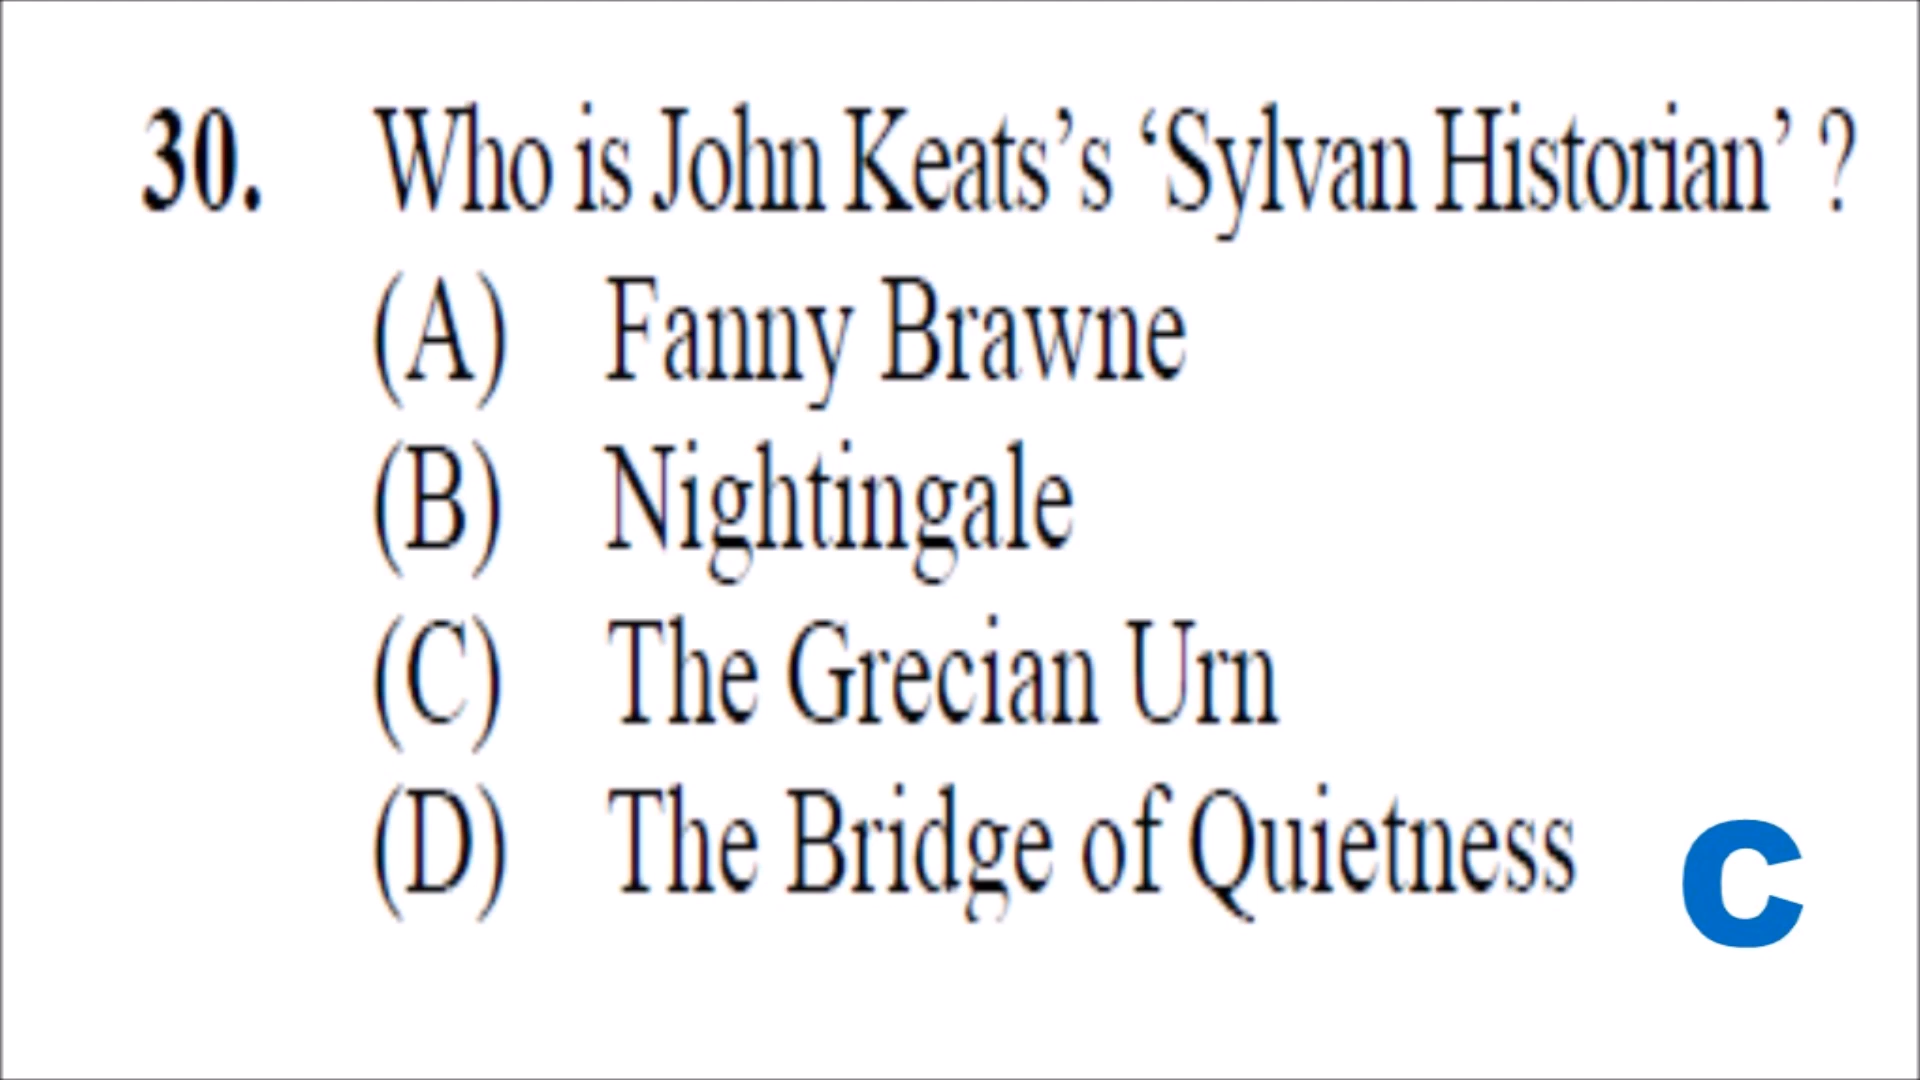 30. Who is John Keats’s ‘Sylvan Historian’ ?
(A) Fanny Brawne
(B) Nightingale
(C) The Grecian Urn
(D) The Bridge of Quietness
C